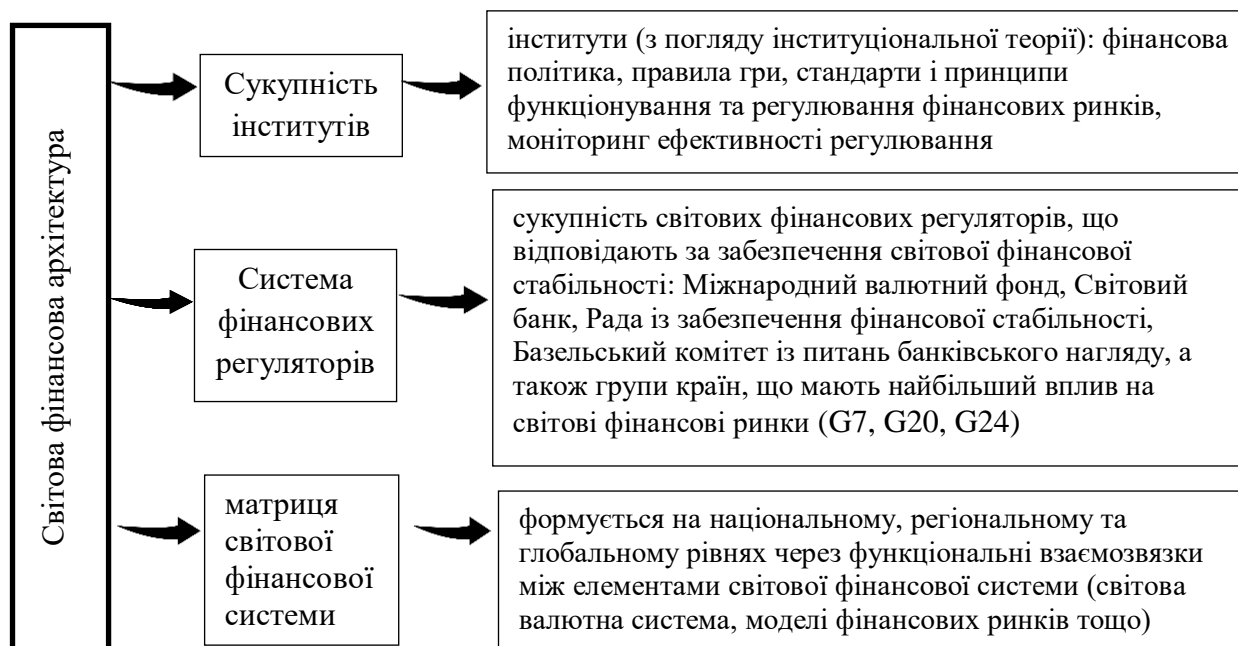 Світова фінансова архітектура
Сукупність
інститутів
інститути (з погляду інституціональної теорії): фінансова
політика, правила гри, стандарти і принципи
функціонування та регулювання фінансових ринків,
моніторинг ефективності регулювання
Система
фінансових
регуляторів
сукупність світових фінансових регуляторів, що
відповідають за забезпечення світової фінансової
стабільності: Міжнародний валютний фонд, Світовий
банк, Рада із забезпечення фінансової стабільності,
Базельський комітет із питань банківського нагляду, а
також групи країн, що мають найбільший вплив на
світові фінансові ринки (G7, G20, G24)
матриця
світової
фінансової
системи
формується на національному, регіональному та
глобальному рівнях через функціональні взаємозвязки
між елементами світової фінансової системи (світова
валютна система, моделі фінансових ринків тощо)